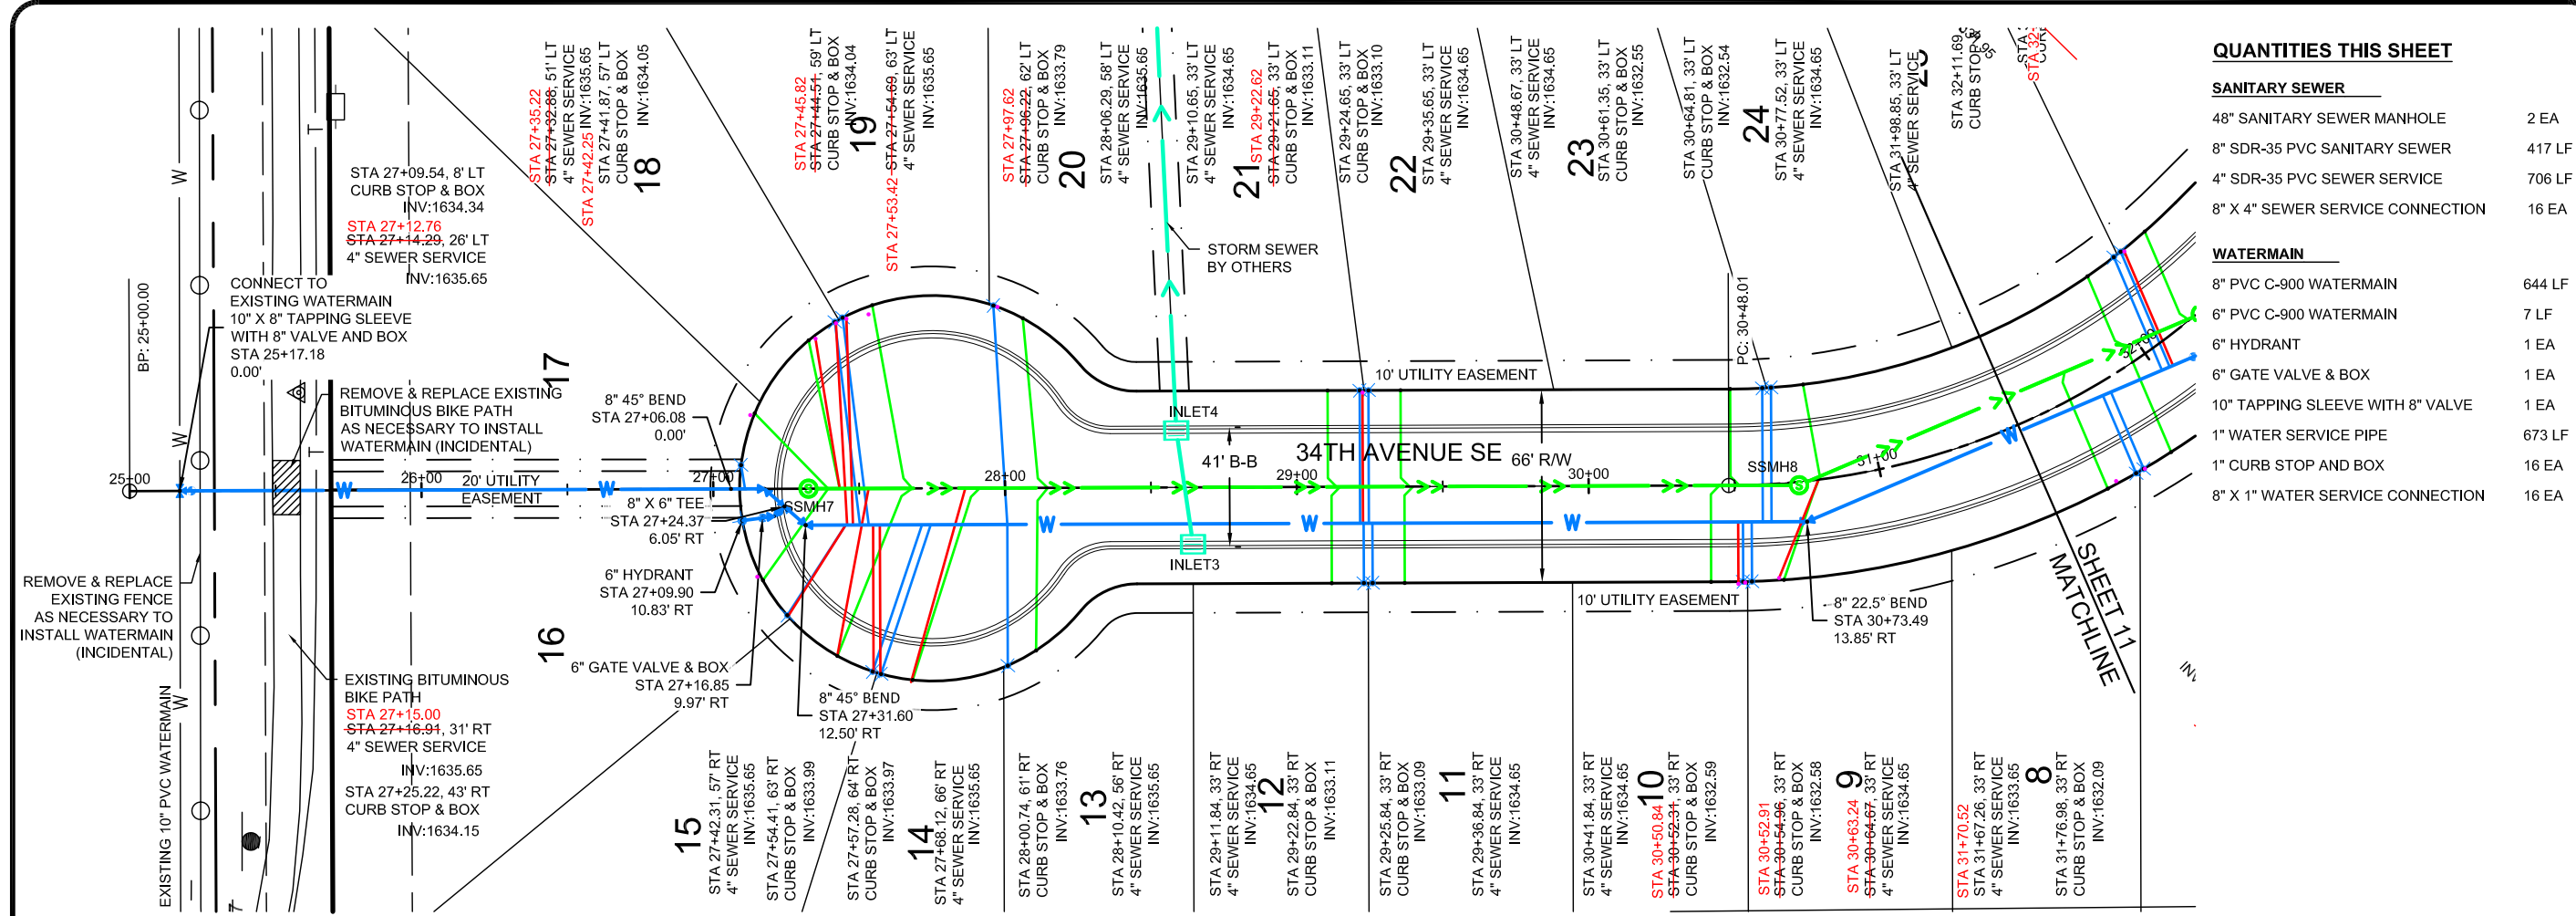 STA 27+09.54, 8' LT
CURB STOP & BOX
INV:1634.34
STA 27+12.76
STA 27+14.29, 26' LT
4" SEWER SERVICE
INV:1635.65
CONNECT TO
EXISTING WATERMAIN
10" X 8" TAPPING SLEEVE
WITH 8" VALVE AND BOX
STA 25+17.18
0.00'
BP: 25+00.00
W
W
W
T
T
REMOVE & REPLACE EXISTING
BITUMINOUS BIKE PATH
AS NECESSARY TO INSTALL
WATERMAIN (INCIDENTAL)
25+00
26+00
27+00
28+00
29+00
30+00
31+00
32+00
20' UTILITY
EASEMENT
REMOVE & REPLACE
EXISTING FENCE
AS NECESSARY TO
INSTALL WATERMAIN
(INCIDENTAL)
EXISTING 10" PVC WATERMAIN
EXISTING BITUMINOUS
BIKE PATH
STA 27+15.00
STA 27+16.91, 31' RT
4" SEWER SERVICE
INV:1635.65
STA 27+25.22, 43' RT
CURB STOP & BOX
INV:1634.15
STA 27+35.22
STA 27+32.88, 51' LT
4" SEWER SERVICE
INV:1635.65
STA 27+42.25
STA 27+41.87, 57' LT
CURB STOP & BOX
INV:1634.05
18
STA 27+45.82
STA 27+44.51, 59' LT
CURB STOP & BOX
INV:1634.04
19
STA 27+53.42
STA 27+54.69, 63' LT
4" SEWER SERVICE
INV:1635.65
STA 27+97.62
STA 27+96.22, 62' LT
CURB STOP & BOX
INV:1633.79
20
STA 28+06.29, 58' LT
4" SEWER SERVICE
INV:1635.65
STA 29+10.65, 33' LT
4" SEWER SERVICE
INV:1634.65
21
STA 29+22.62
STA 29+21.65, 33' LT
CURB STOP & BOX
INV:1633.11
STA 29+24.65, 33' LT
CURB STOP & BOX
INV:1633.10
22
STA 29+35.65, 33' LT
4" SEWER SERVICE
INV:1634.65
STA 30+48.67, 33' LT
4" SEWER SERVICE
INV:1634.65
23
STA 30+61.35, 33' LT
CURB STOP & BOX
INV:1632.55
STA 30+64.81, 33' LT
CURB STOP & BOX
INV:1632.54
24
STA 30+77.52, 33' LT
4" SEWER SERVICE
INV:1634.65
STA 31+98.85, 33' LT
4" SEWER SERVICE
STA 32+11.69,
CURB STOP &
STORM SEWER
BY OTHERS
PC: 30+48.01
17
8" 45° BEND
STA 27+06.08
0.00'
8" X 6" TEE
STA 27+24.37
6.05' RT
SSMH7
6" HYDRANT
STA 27+09.90
10.83' RT
6" GATE VALVE & BOX
STA 27+16.85
9.97' RT
8" 45° BEND
STA 27+31.60
12.50' RT
16
10' UTILITY EASEMENT
INLET4
41' B-B
34TH AVENUE SE
66' R/W
SSMH8
INLET3
10' UTILITY EASEMENT
8" 22.5° BEND
STA 30+73.49
13.85' RT
SHEET 11
MATCHLINE
W
W
W
W
W
W
15
STA 27+42.31, 57' RT
4" SEWER SERVICE
INV:1635.65
STA 27+54.41, 63' RT
CURB STOP & BOX
INV:1633.99
STA 27+57.28, 64' RT
CURB STOP & BOX
INV:1633.97
14
STA 27+68.12, 66' RT
4" SEWER SERVICE
INV:1635.65
STA 28+00.74, 61' RT
CURB STOP & BOX
INV:1633.76
13
STA 28+10.42, 56' RT
4" SEWER SERVICE
INV:1635.65
STA 29+11.84, 33' RT
4" SEWER SERVICE
INV:1634.65
12
STA 29+22.84, 33' RT
CURB STOP & BOX
INV:1633.11
STA 29+25.84, 33' RT
CURB STOP & BOX
INV:1633.09
11
STA 29+36.84, 33' RT
4" SEWER SERVICE
INV:1634.65
STA 30+41.84, 33' RT
4" SEWER SERVICE
INV:1634.65
10
STA 30+50.84
STA 30+52.31, 33' RT
CURB STOP & BOX
INV:1632.59
STA 30+52.91
STA 30+54.96, 33' RT
CURB STOP & BOX
INV:1632.58
9
STA 30+63.24
STA 30+64.67, 33' RT
4" SEWER SERVICE
INV:1634.65
STA 31+70.52
STA 31+67.26, 33' RT
4" SEWER SERVICE
INV:1633.65
8
STA 31+76.98, 33' RT
CURB STOP & BOX
INV:1632.09
QUANTITIES THIS SHEET
SANITARY SEWER
48" SANITARY SEWER MANHOLE 2 EA
8" SDR-35 PVC SANITARY SEWER 417 LF
4" SDR-35 PVC SEWER SERVICE 706 LF
8" X 4" SEWER SERVICE CONNECTION 16 EA
WATERMAIN
8" PVC C-900 WATERMAIN 644 LF
6" PVC C-900 WATERMAIN 7 LF
6" HYDRANT 1 EA
6" GATE VALVE & BOX 1 EA
10" TAPPING SLEEVE WITH 8" VALVE 1 EA
1" WATER SERVICE PIPE 673 LF
1" CURB STOP AND BOX 16 EA
8" X 1" WATER SERVICE CONNECTION 16 EA